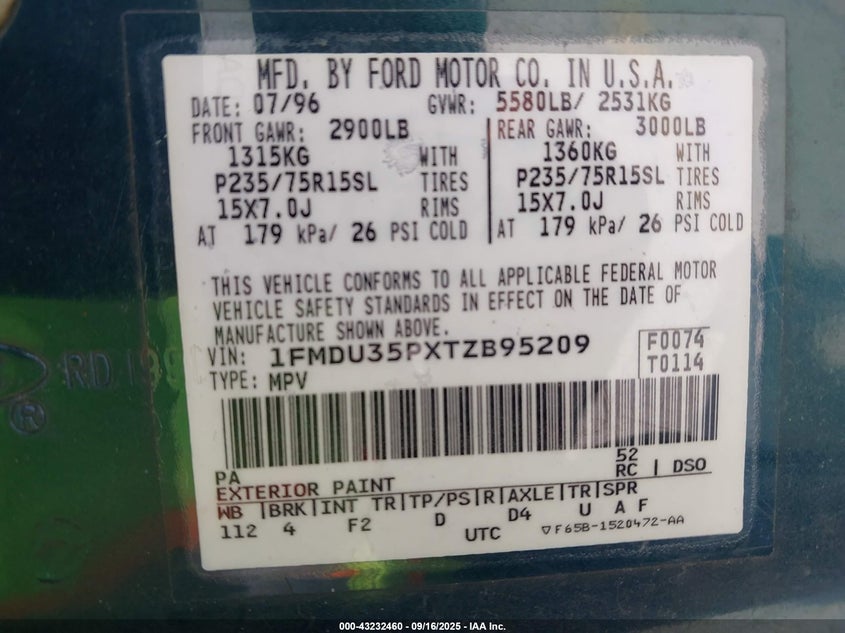 MFD. BY FORD MOTOR CO. IN U.S.A.
DATE: 07/96 GVWR: 5580LB/ 2531KG
FRONT GAWR: 2900LB REAR GAWR: 3000LB
1315KG WITH 1360KG WITH
P235/75R15SL TIRES P235/75R15SL TIRES
15X7.0J RIMS 15X7.0J RIMS
AT 179 kPa/ 26 PSI COLD AT 179 kPa/ 26 PSI COLD
THIS VEHICLE CONFORMS TO ALL APPLICABLE FEDERAL MOTOR
VEHICLE SAFETY STANDARDS IN EFFECT ON THE DATE OF
MANUFACTURE SHOWN ABOVE.
VIN: 1FMDU35PXTZB95209 F0074
TYPE: MPV T0114
52
PA RC DSO
EXTERIOR PAINT
WB BRK INT TR TP/PS R AXLE TR SPR
112 4 F2 D D4 U A F
UTC ▽F65B-1520472-AA
RD
®
000-43232460 - 09/16/2025 - IAA Inc.